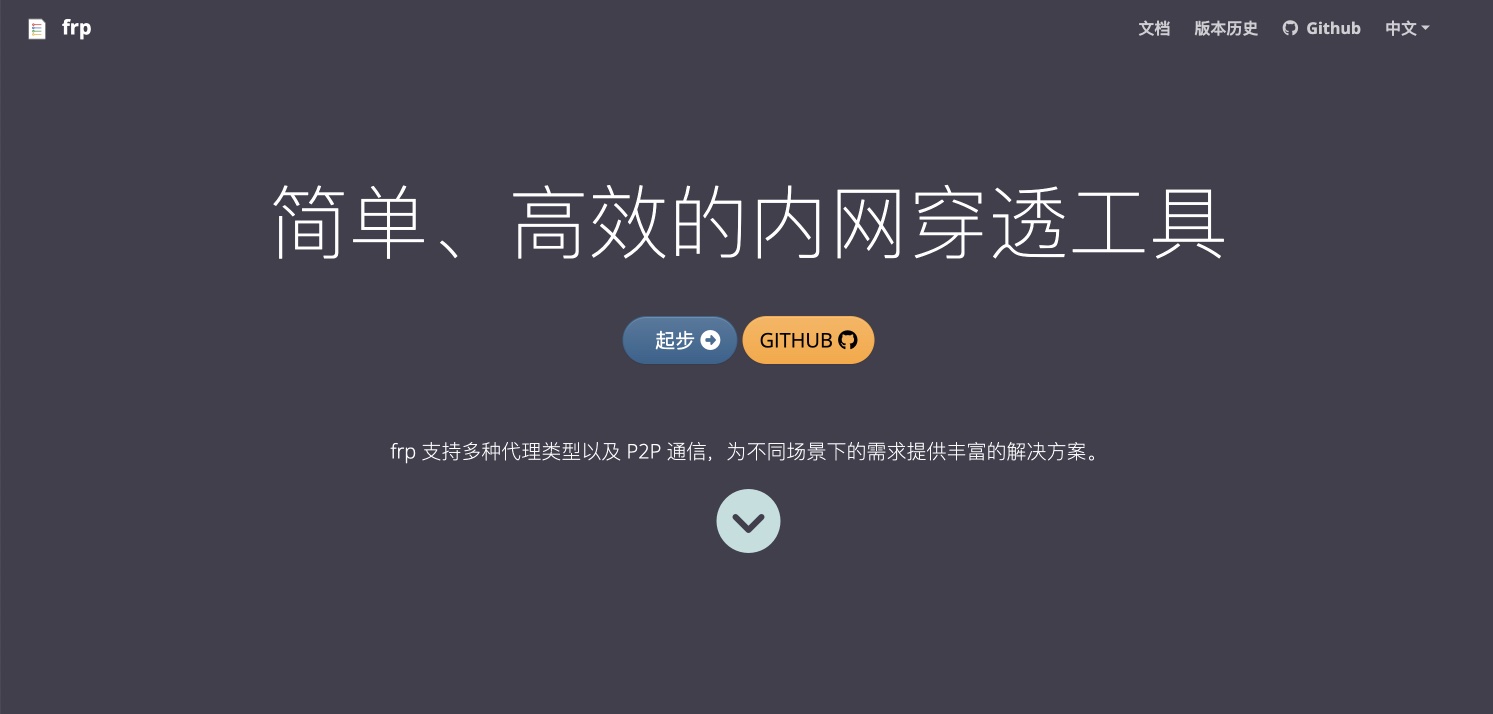 frp
文档 版本历史 Github 中文
简单、高效的内网穿透工具
起步 GITHUB
frp 支持多种代理类型以及 P2P 通信，为不同场景下的需求提供丰富的解决方案。